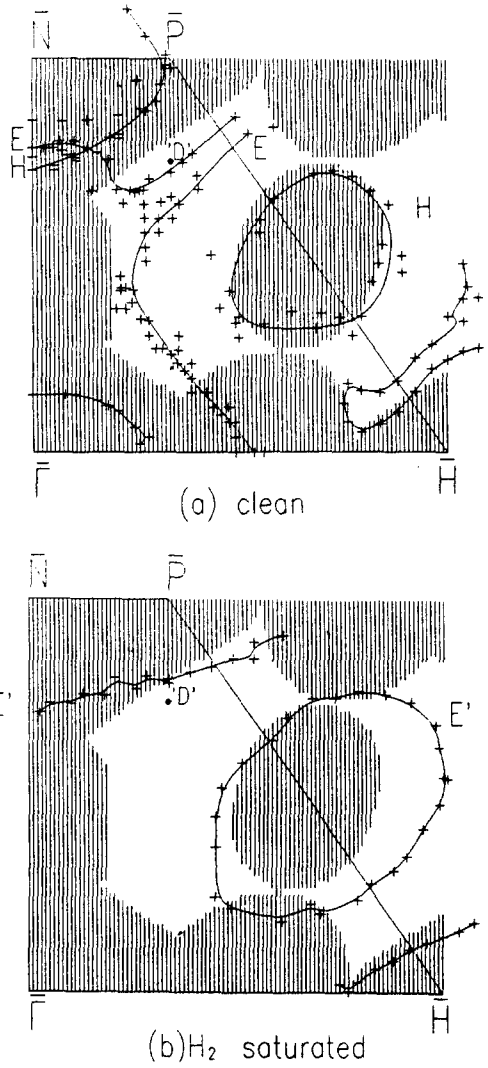 N̄ P̄
E
H
D' E
H
Γ̄ H̄
(a) clean
N̄ P̄
D' E'
Γ̄ H̄
(b)H₂ saturated